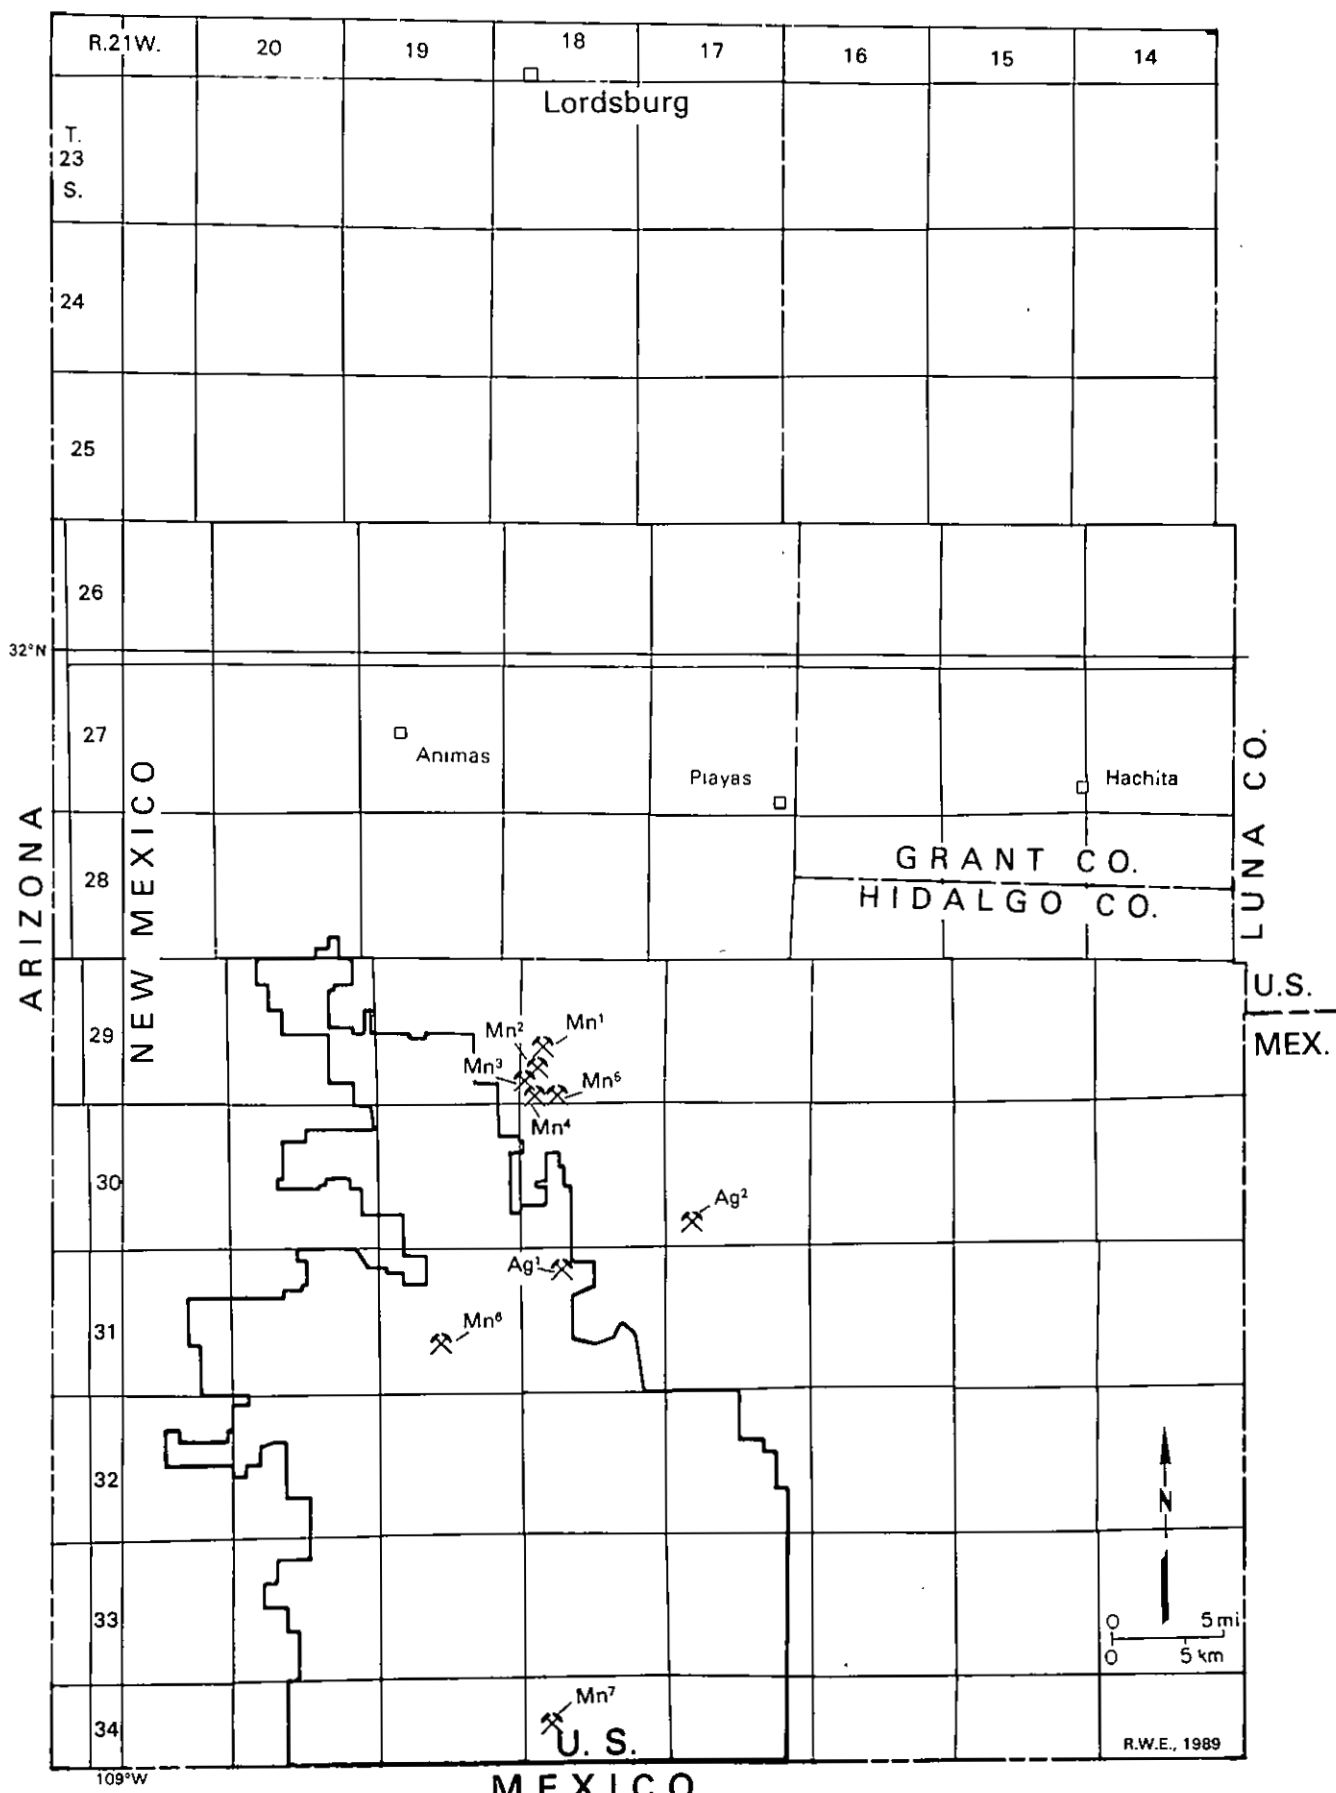 R.21W. 20 19 18 17 16 15 14
Lordsburg
T.
23
S.
24
25
26
32°N
27
Animas
Playas
Hachita
ARIZONA
NEW MEXICO
LUNA CO.
28
GRANT CO.
HIDALGO CO.
U.S.
MEX.
29
Mn² Mn¹
Mn³
Mn⁵
Mn⁴
30
Ag²
Ag¹
31
Mn⁶
32
N
33
0 5 mi
0 5 km
34
Mn⁷
U. S.
R.W.E., 1989
109°W
MEXICO